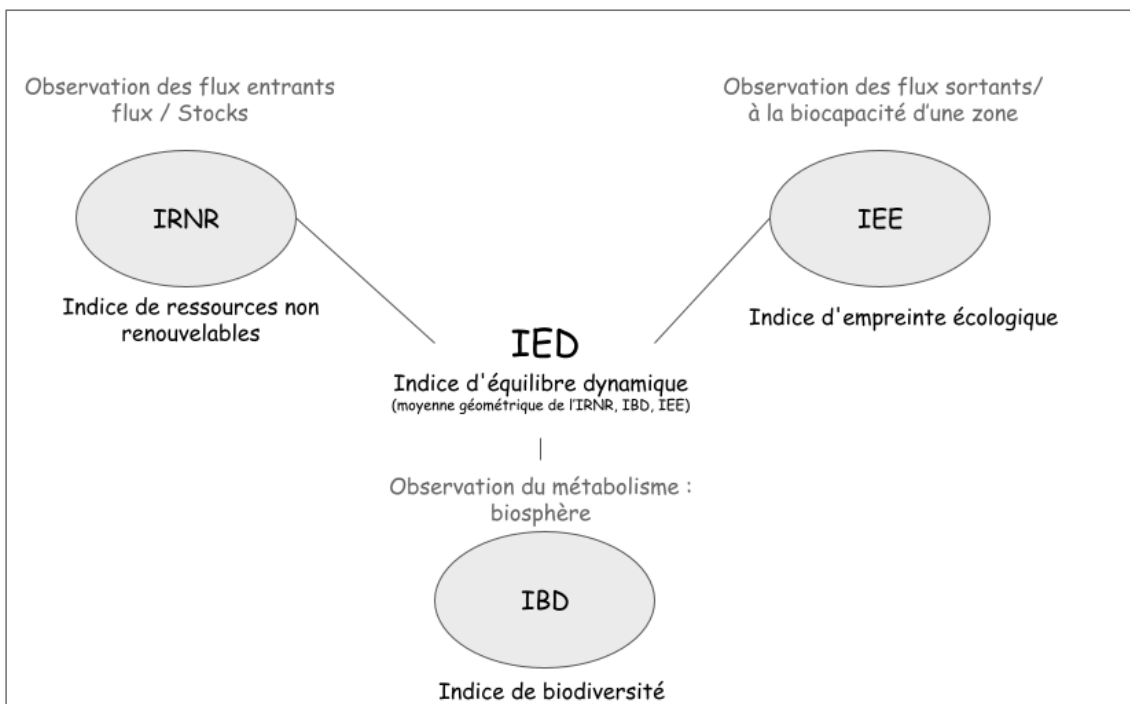 Observation des flux entrants
flux / Stocks
IRNR
Indice de ressources non
renouvelables
Observation des flux sortants/
à la biocapacité d'une zone
IEE
Indice d'empreinte écologique
IED
Indice d'équilibre dynamique
(moyenne géométrique de l'IRNR, IBD, IEE)
Observation du métabolisme :
biosphère
IBD
Indice de biodiversité